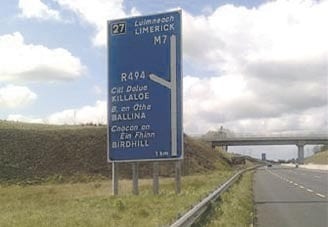 27
Luimneach
LIMERICK
M7
R494
Cill Dalua
KILLALOE
B. an Átha
BALLINA
Cnocán an
Éin Fhinn
BIRDHILL
1 km